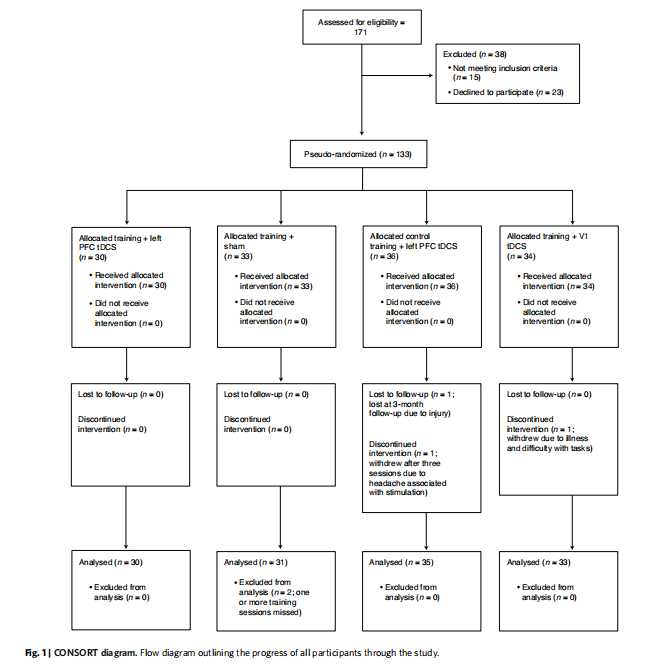 Assessed for eligibility =
171
Excluded (n = 38)
• Not meeting inclusion criteria
(n = 15)
• Declined to participate (n = 23)
Pseudo-randomized (n = 133)
Allocated training + left
PFC tDCS
(n = 30)
• Received allocated
intervention (n = 30)
• Did not receive
allocated
intervention (n = 0)
Allocated training +
sham
(n = 33)
• Received allocated
intervention (n = 33)
• Did not receive
allocated
intervention (n = 0)
Allocated control
training + left PFC tDCS
(n = 36)
• Received allocated
intervention (n = 36)
• Did not receive
allocated
intervention (n = 0)
Allocated training + V1
tDCS
(n = 34)
• Received allocated
intervention (n = 34)
• Did not receive
allocated
intervention (n = 0)
Lost to follow-up (n = 0)
Discontinued
intervention (n = 0)
Lost to follow-up (n = 0)
Discontinued
intervention (n = 0)
Lost to follow-up (n = 1;
lost at 3-month
follow-up due to injury)
Discontinued
intervention (n = 1;
withdrew after three
sessions due to
headache associated
with stimulation)
Lost to follow-up (n = 0)
Discontinued
intervention (n = 1;
withdrew due to illness
and difficulty with tasks)
Analysed (n = 30)
• Excluded from
analysis (n = 0)
Analysed (n = 31)
• Excluded from
analysis (n = 2; one
or more training
sessions missed)
Analysed (n = 35)
• Excluded from
analysis (n = 0)
Analysed (n = 33)
• Excluded from
analysis (n = 0)
Fig. 1 | CONSORT diagram. Flow diagram outlining the progress of all participants through the study.